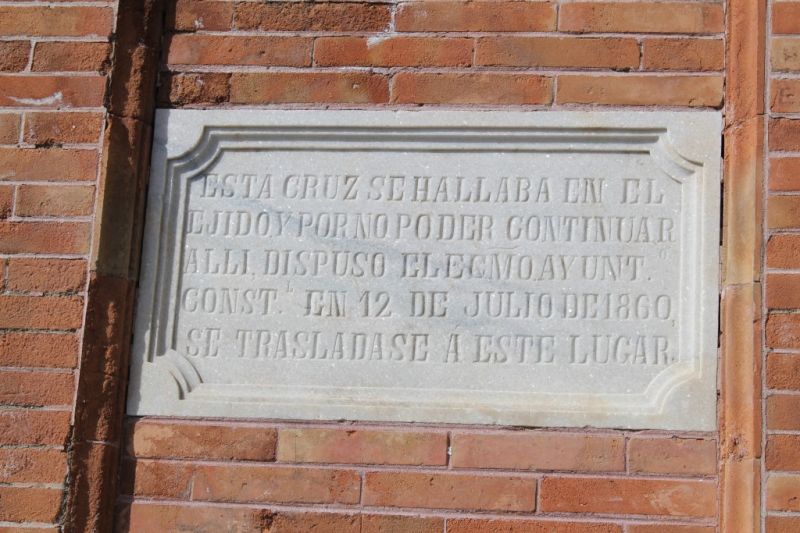 ESTA CRUZ SE HALLABA EN EL
EJIDO Y POR NO PODER CONTINUAR
ALLI, DISPUSO EL EGMO. AYUNT.º
CONST.L EN 12 DE JULIO DE 1860,
SE TRASLADASE Á ESTE LUGAR.